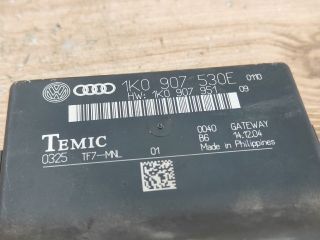 1K0 907 530E 0110
HW: 1K0 907 951 09
TEMIC
0325 TF7-MNL 01
0040 GATEWAY
B6 14.12.04
Made in Philippines